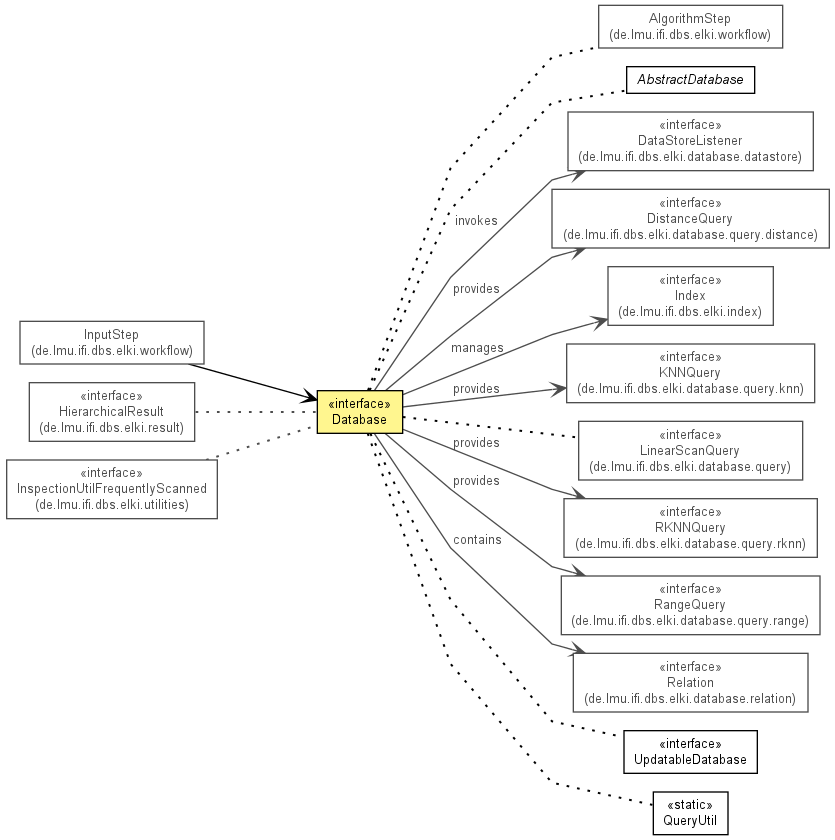 AlgorithmStep
(de.lmu.ifi.dbs.elki.workflow)
AbstractDatabase
«interface»
DataStoreListener
(de.lmu.ifi.dbs.elki.database.datastore)
invokes
«interface»
DistanceQuery
(de.lmu.ifi.dbs.elki.database.query.distance)
provides
«interface»
Index
(de.lmu.ifi.dbs.elki.index)
manages
InputStep
(de.lmu.ifi.dbs.elki.workflow)
«interface»
KNNQuery
(de.lmu.ifi.dbs.elki.database.query.knn)
provides
«interface»
HierarchicalResult
(de.lmu.ifi.dbs.elki.result)
«interface»
Database
«interface»
LinearScanQuery
(de.lmu.ifi.dbs.elki.database.query)
provides
«interface»
InspectionUtilFrequentlyScanned
(de.lmu.ifi.dbs.elki.utilities)
provides
«interface»
RKNNQuery
(de.lmu.ifi.dbs.elki.database.query.rknn)
contains
«interface»
RangeQuery
(de.lmu.ifi.dbs.elki.database.query.range)
«interface»
Relation
(de.lmu.ifi.dbs.elki.database.relation)
«interface»
UpdatableDatabase
«static»
QueryUtil